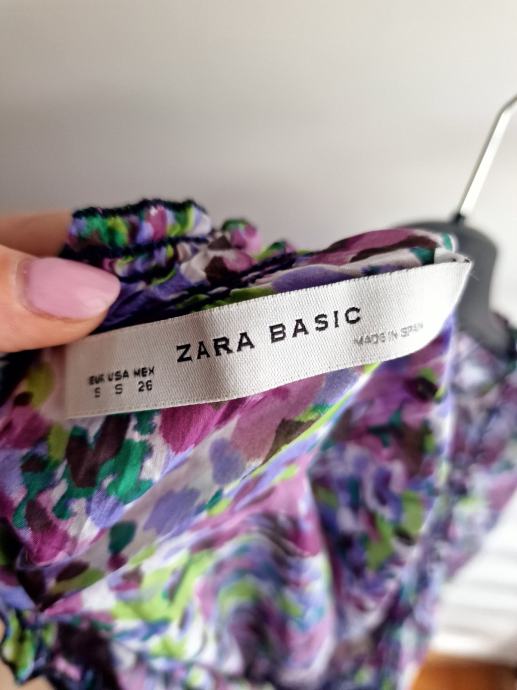 ZARA BASIC
MADE IN SPAIN
EUR USA MEX
S S 26